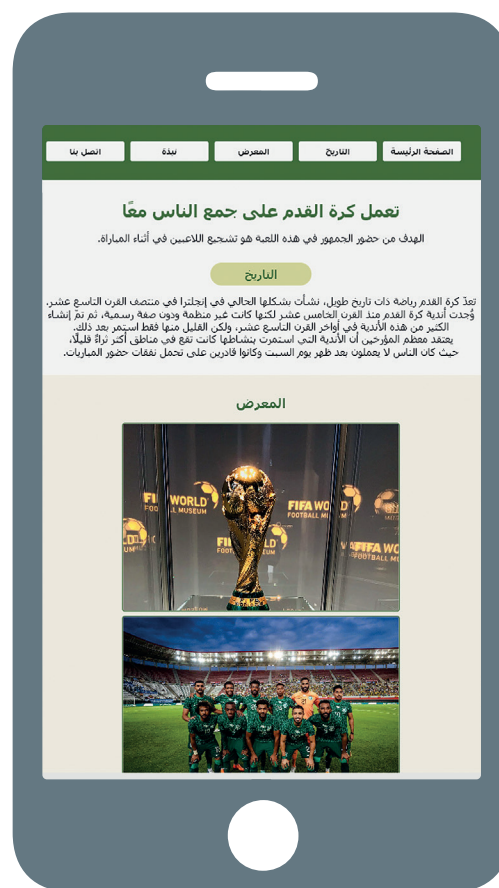 الصفحة الرئيسة
التاريخ
المعرض
نبذة
اتصل بنا
تعمل كرة القدم على جمع الناس معًا
الهدف من حضور الجمهور في هذه اللعبة هو تشجيع اللاعبين في أثناء المباراة.
التاريخ
تعدّ كرة القدم رياضة ذات تاريخ طويل، نشأت بشكلها الحالي في إنجلترا في منتصف القرن التاسع عشر.
وُجدت أندية كرة القدم منذ القرن الخامس عشر لكنها كانت غير منظمة ودون صفة رسمية، ثم تمّ إنشاء
الكثير من هذه الأندية في أواخر القرن التاسع عشر، ولكن القليل منها فقط استمر بعد ذلك.
يعتقد معظم المؤرخين أن الأندية التي استمرت بنشاطها كانت تقع في مناطق أكثر ثراءً قليلًا،
حيث كان الناس لا يعملون بعد ظهر يوم السبت وكانوا قادرين على تحمل نفقات حضور المباريات.
المعرض
FIFA WORLD
FOOTBALL MUSEUM